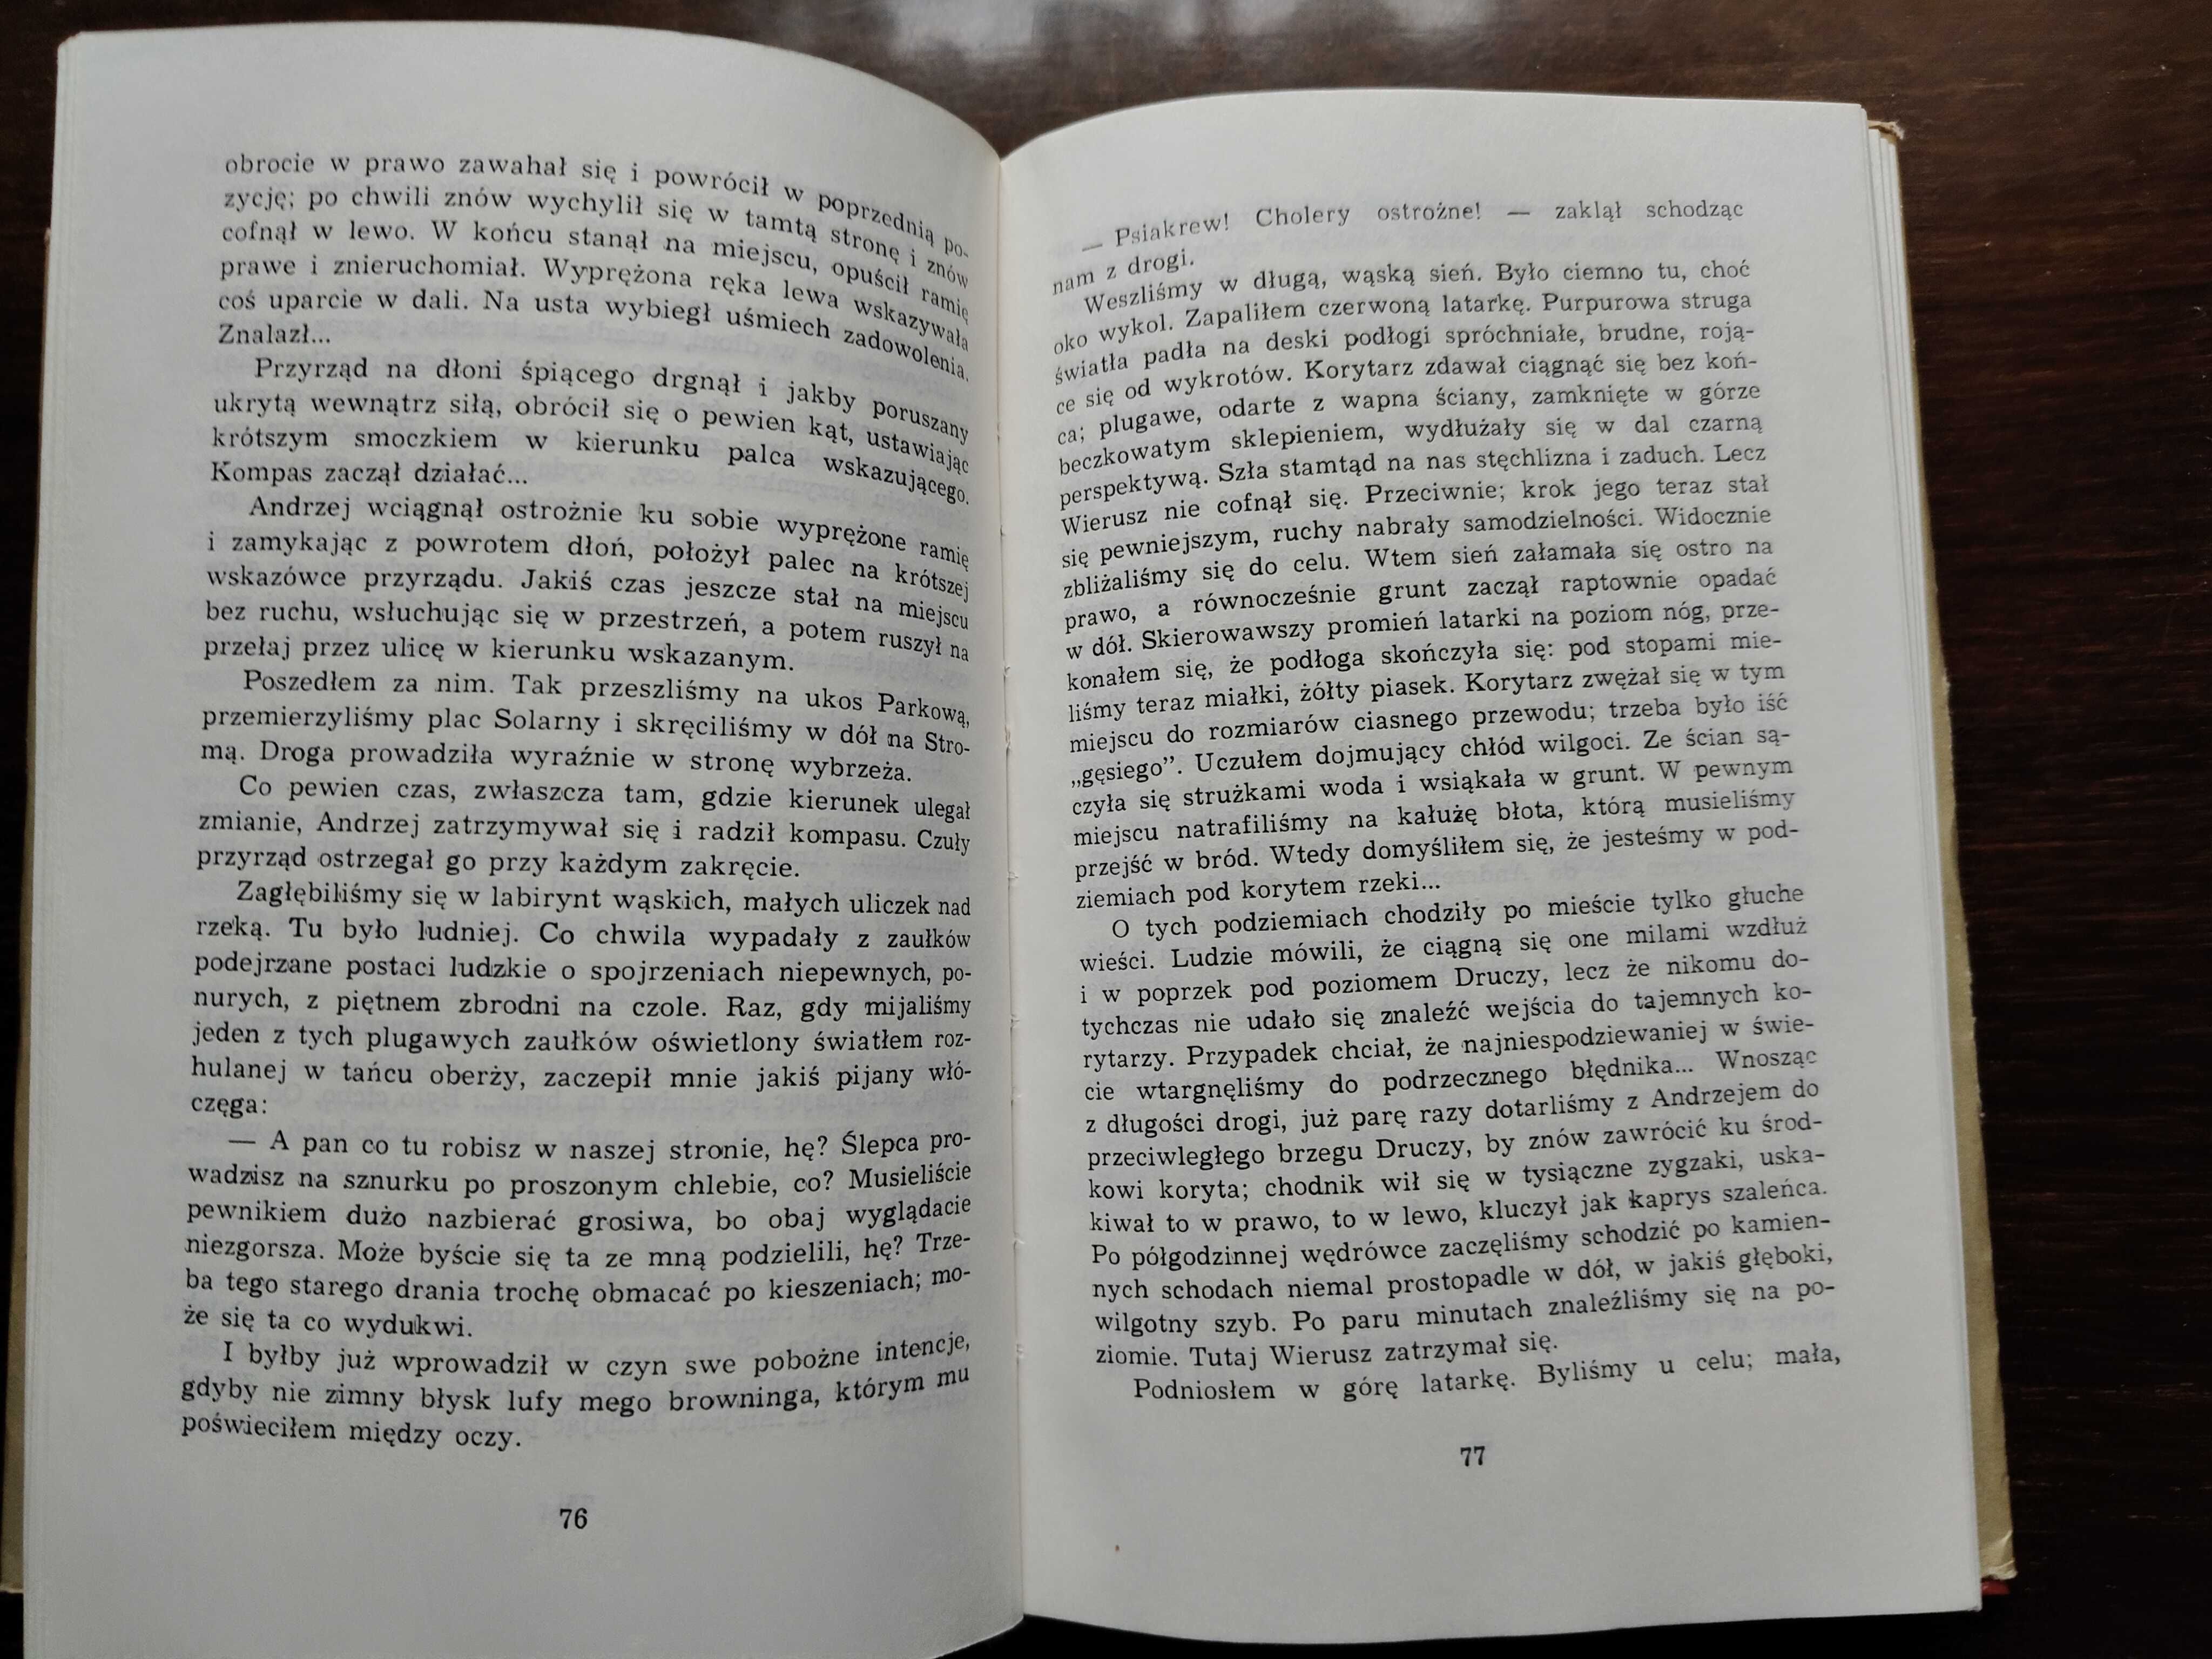 obrocie w prawo zawahał się i powrócił w poprzednią po-
zycję; po chwili znów wychylił się w tamtą stronę i znów
cofnął w lewo. W końcu stanął na miejscu, opuścił ramię
prawe i znieruchomiał. Wyprężona ręka lewa wskazywała
coś uparcie w dali. Na usta wybiegł uśmiech zadowolenia.
Znalazł...
Przyrząd na dłoni śpiącego drgnął i jakby poruszany
ukrytą wewnątrz siłą, obrócił się o pewien kąt, ustawiając
krótszym smoczkiem w kierunku palca wskazującego.
Kompas zaczął działać...
Andrzej wciągnął ostrożnie ku sobie wyprężone ramię
i zamykając z powrotem dłoń, położył palec na krótszej
wskazówce przyrządu. Jakiś czas jeszcze stał na miejscu
bez ruchu, wsłuchując się w przestrzeń, a potem ruszył na
przełaj przez ulicę w kierunku wskazanym.
Poszedłem za nim. Tak przeszliśmy na ukos Parkową,
przemierzyliśmy plac Solarny i skręciliśmy w dół na Stro-
mą. Droga prowadziła wyraźnie w stronę wybrzeża.
Co pewien czas, zwłaszcza tam, gdzie kierunek ulegał
zmianie, Andrzej zatrzymywał się i radził kompasu. Czuły
przyrząd ostrzegał go przy każdym zakręcie.
Zagłębiliśmy się w labirynt wąskich, małych uliczek nad
rzeką. Tu było ludniej. Co chwila wypadały z zaułków
podejrzane postaci ludzkie o spojrzeniach niepewnych, po-
nurych, z piętnem zbrodni na czole. Raz, gdy mijaliśmy
jeden z tych plugawych zaułków oświetlony światłem roz-
hulanej w tańcu oberży, zaczepił mnie jakiś pijany włó-
częga:
— A pan co tu robisz w naszej stronie, hę? Ślepca pro-
wadzisz na sznurku po proszonym chlebie, co? Musieliście
pewnikiem dużo nazbierać grosiwa, bo obaj wyglądacie
niezgorsza. Może byście się ta ze mną podzielili, hę? Trze-
ba tego starego drania trochę obmacać po kieszeniach; mo-
że się ta co wydukwi.
I byłby już wprowadził w czyn swe pobożne intencje,
gdyby nie zimny błysk lufy mego browninga, którym mu
poświeciłem między oczy.
76
— Psiakrew! Cholery ostrożne! — zaklął schodząc
nam z drogi.
Weszliśmy w długą, wąską sień. Było ciemno tu, choć
oko wykol. Zapaliłem czerwoną latarkę. Purpurowa struga
światła padła na deski podłogi spróchniałe, brudne, roją-
ce się od wykrotów. Korytarz zdawał ciągnąć się bez koń-
ca; plugawe, odarte z wapna ściany, zamknięte w górze
beczkowatym sklepieniem, wydłużały się w dal czarną
perspektywą. Szła stamtąd na nas stęchlizna i zaduch. Lecz
Wierusz nie cofnął się. Przeciwnie; krok jego teraz stał
się pewniejszym, ruchy nabrały samodzielności. Widocznie
zbliżaliśmy się do celu. Wtem sień załamała się ostro na
prawo, a równocześnie grunt zaczął raptownie opadać
w dół. Skierowawszy promień latarki na poziom nóg, prze-
konałem się, że podłoga skończyła się: pod stopami mie-
liśmy teraz miałki, żółty piasek. Korytarz zwężał się w tym
miejscu do rozmiarów ciasnego przewodu; trzeba było iść
„gęsiego”. Uczułem dojmujący chłód wilgoci. Ze ścian są-
czyła się strużkami woda i wsiąkała w grunt. W pewnym
miejscu natrafiliśmy na kałużę błota, którą musieliśmy
przejść w bród. Wtedy domyśliłem się, że jesteśmy w pod-
ziemiach pod korytem rzeki...
O tych podziemiach chodziły po mieście tylko głuche
wieści. Ludzie mówili, że ciągną się one milami wzdłuż
i w poprzek pod poziomem Druczy, lecz że nikomu do-
tychczas nie udało się znaleźć wejścia do tajemnych ko-
rytarzy. Przypadek chciał, że najniespodziewaniej w świe-
cie wtargnęliśmy do podrzecznego błędnika... Wnosząc
z długości drogi, już parę razy dotarliśmy z Andrzejem do
przeciwległego brzegu Druczy, by znów zawrócić ku środ-
kowi koryta; chodnik wił się w tysiączne zygzaki, uska-
kiwał to w prawo, to w lewo, kluczył jak kaprys szaleńca.
Po półgodzinnej wędrówce zaczęliśmy schodzić po kamien-
nych schodach niemal prostopadle w dół, w jakiś głęboki,
wilgotny szyb. Po paru minutach znaleźliśmy się na po-
ziomie. Tutaj Wierusz zatrzymał się.
Podniosłem w górę latarkę. Byliśmy u celu; mała,
77